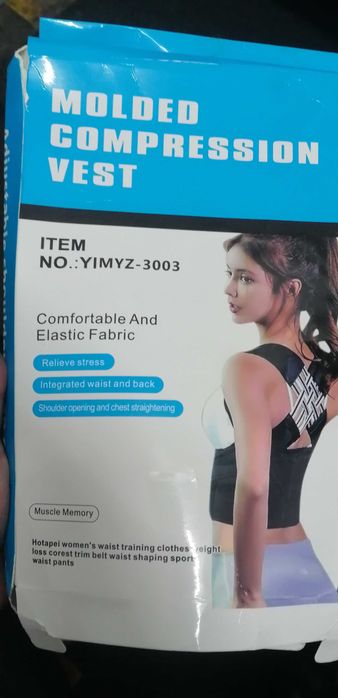 MOLDED
COMPRESSION
VEST
ITEM
NO.:YIMYZ-3003
Comfortable And
Elastic Fabric
Relieve stress
Integrated waist and back
Shoulder opening and chest straightening
Muscle Memory
Hotapei women's waist training clothes weight
loss corest trim belt waist shaping sport
waist pants